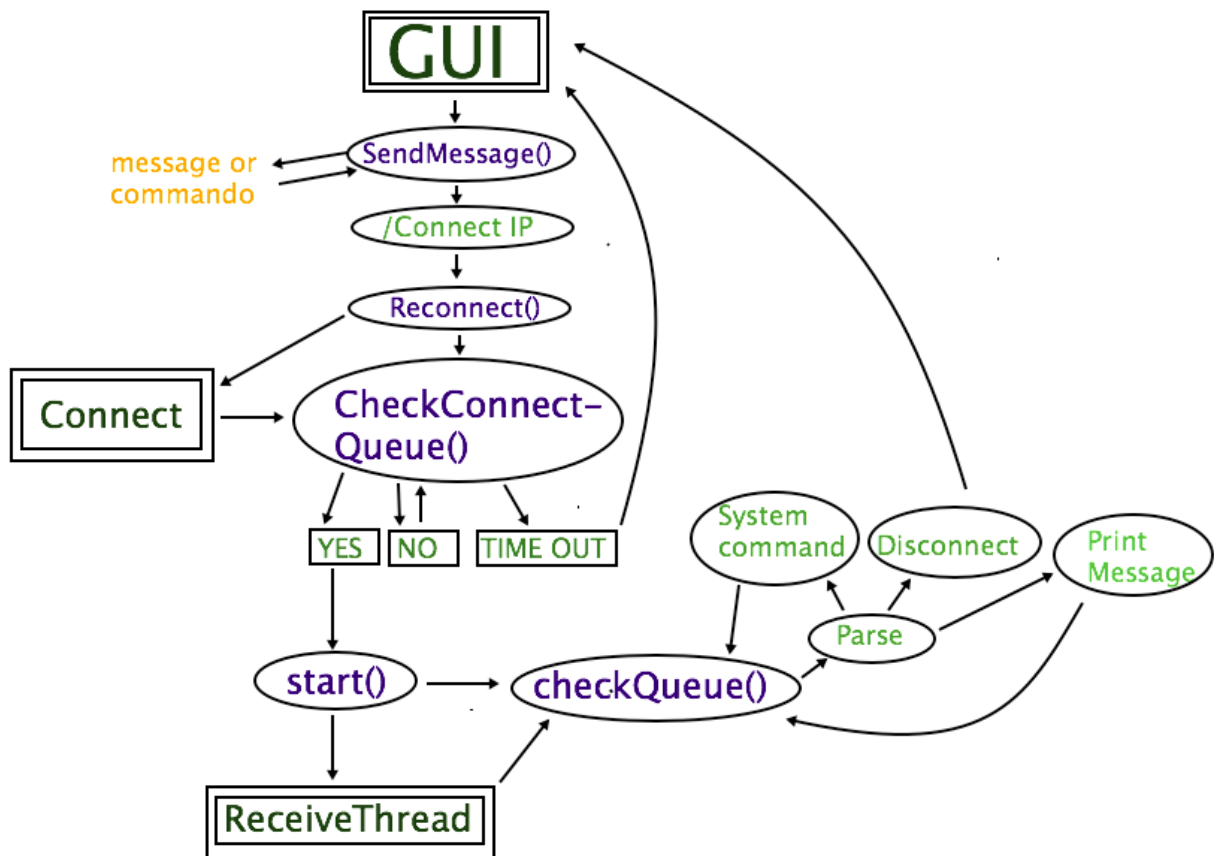 GUI
SendMessage()
message or
commando
/Connect IP
Reconnect()
Connect
CheckConnect-
Queue()
YES
NO
TIME OUT
System
command
Disconnect
Print
Message
Parse
start()
checkQueue()
ReceiveThread